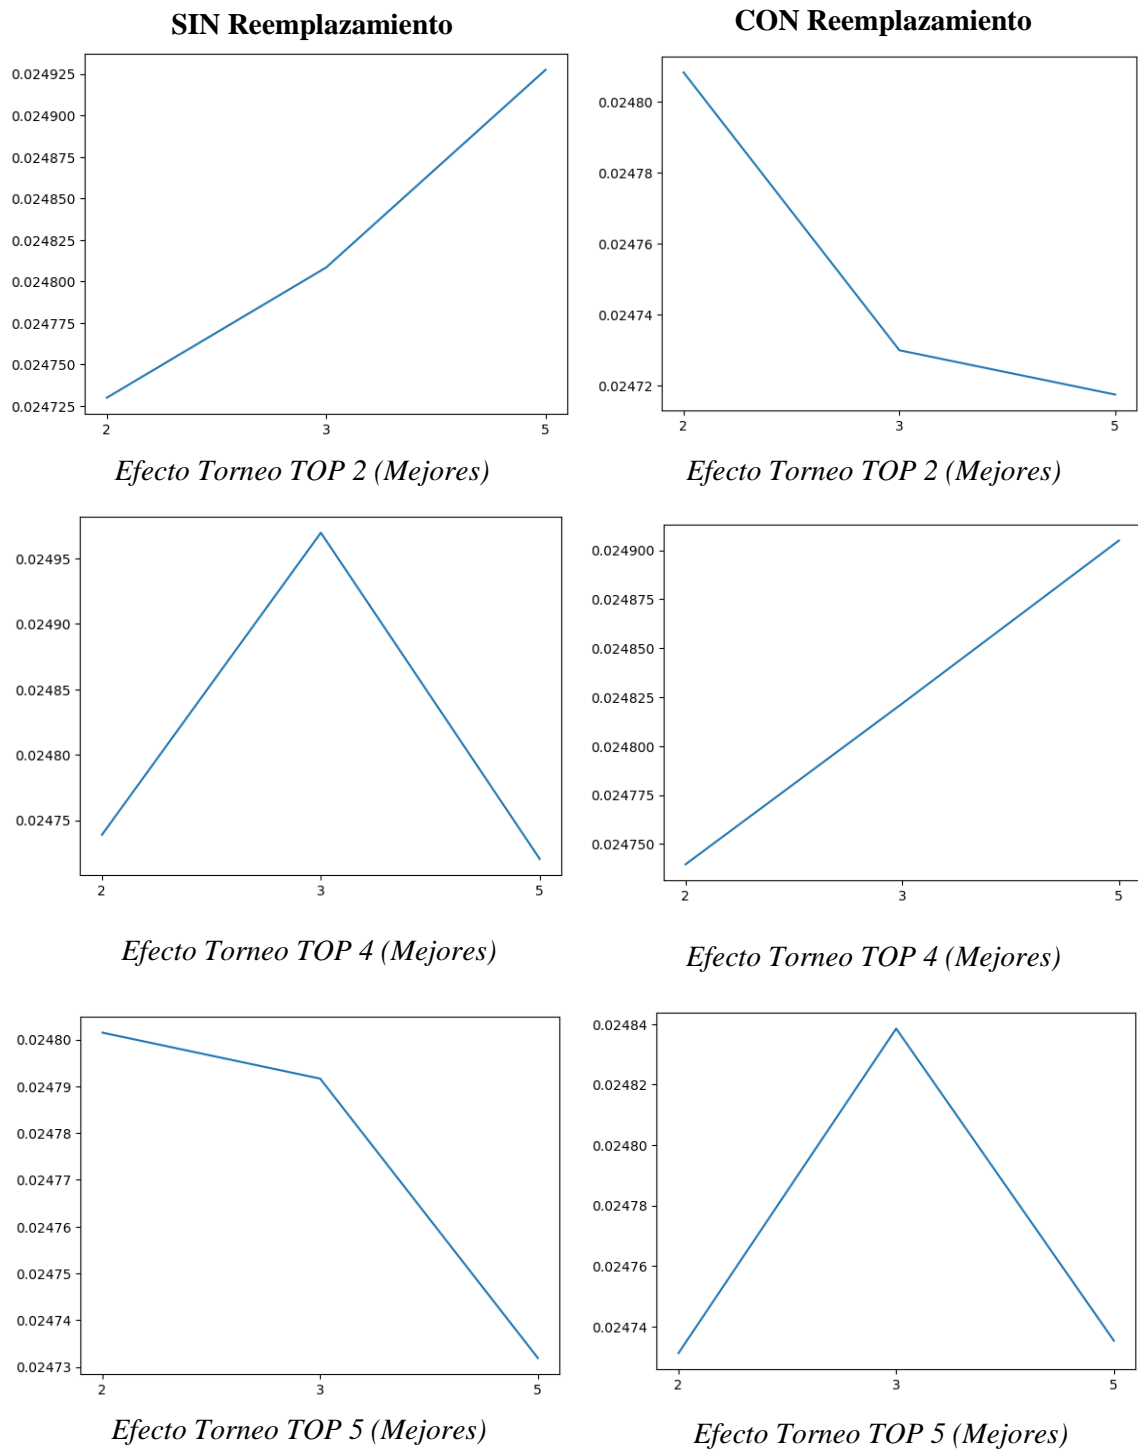 SIN Reemplazamiento
CON Reemplazamiento
0.024925
0.024900
0.024875
0.024850
0.024825
0.024800
0.024775
0.024750
0.024725
2 3 5
Efecto Torneo TOP 2 (Mejores)
0.02480
0.02478
0.02476
0.02474
0.02472
2 3 5
Efecto Torneo TOP 2 (Mejores)
0.02495
0.02490
0.02485
0.02480
0.02475
2 3 5
Efecto Torneo TOP 4 (Mejores)
0.024900
0.024875
0.024850
0.024825
0.024800
0.024775
0.024750
2 3 5
Efecto Torneo TOP 4 (Mejores)
0.02480
0.02479
0.02478
0.02477
0.02476
0.02475
0.02474
0.02473
2 3 5
Efecto Torneo TOP 5 (Mejores)
0.02484
0.02482
0.02480
0.02478
0.02476
0.02474
2 3 5
Efecto Torneo TOP 5 (Mejores)